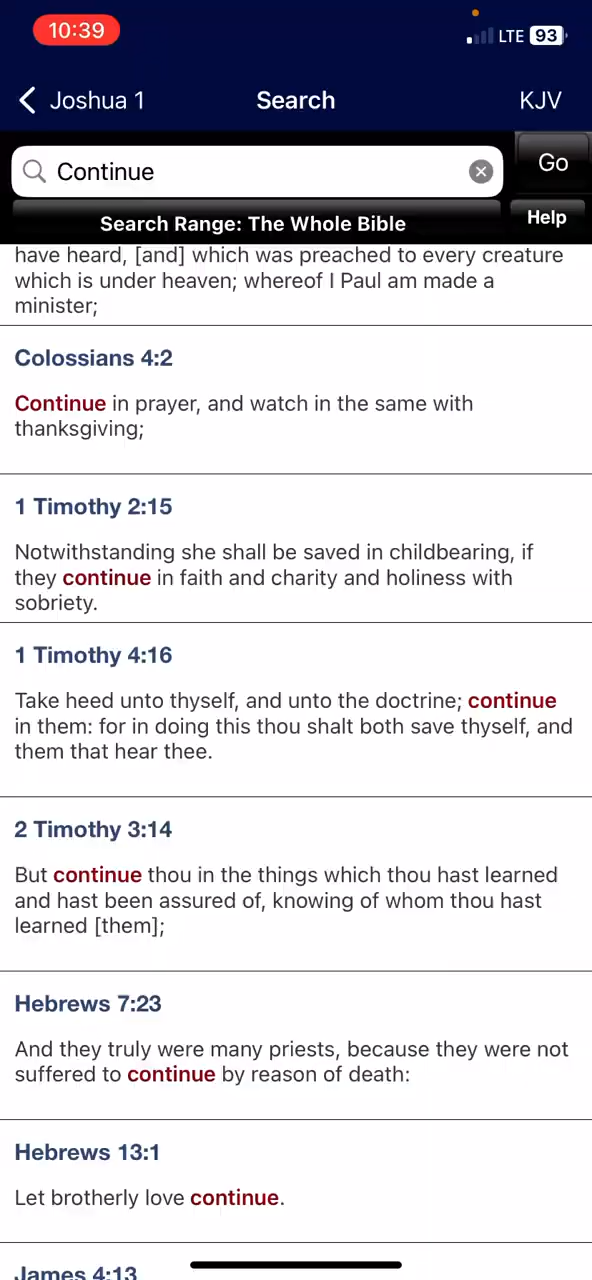 10:39
LTE 93
Joshua 1
Search
KJV
Continue
Go
Search Range: The Whole Bible
Help
have heard, [and] which was preached to every creature
which is under heaven; whereof I Paul am made a
minister;
Colossians 4:2
Continue in prayer, and watch in the same with
thanksgiving;
1 Timothy 2:15
Notwithstanding she shall be saved in childbearing, if
they continue in faith and charity and holiness with
sobriety.
1 Timothy 4:16
Take heed unto thyself, and unto the doctrine; continue
in them: for in doing this thou shalt both save thyself, and
them that hear thee.
2 Timothy 3:14
But continue thou in the things which thou hast learned
and hast been assured of, knowing of whom thou hast
learned [them];
Hebrews 7:23
And they truly were many priests, because they were not
suffered to continue by reason of death:
Hebrews 13:1
Let brotherly love continue.
James 4:13